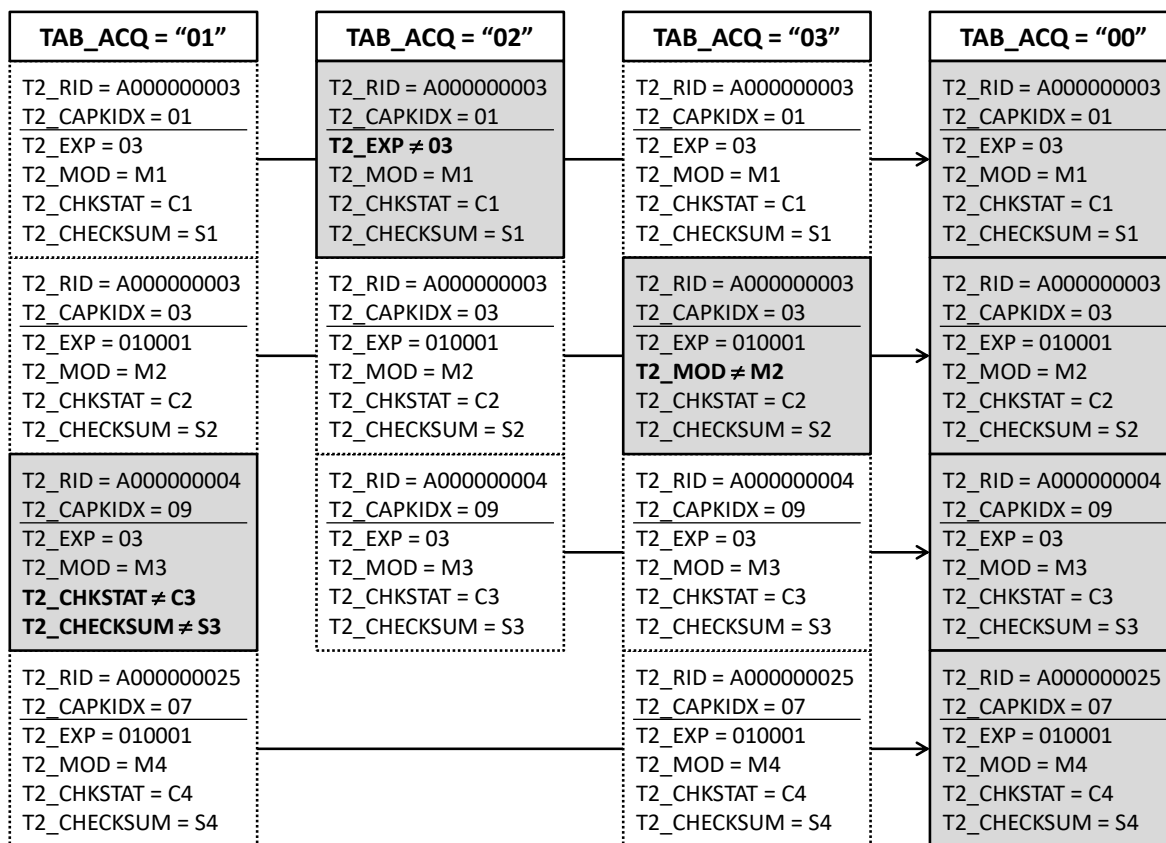 TAB_ACQ = “01”
T2_RID = A000000003
T2_CAPKIDX = 01
T2_EXP = 03
T2_MOD = M1
T2_CHKSTAT = C1
T2_CHECKSUM = S1
T2_RID = A000000003
T2_CAPKIDX = 03
T2_EXP = 010001
T2_MOD = M2
T2_CHKSTAT = C2
T2_CHECKSUM = S2
T2_RID = A000000004
T2_CAPKIDX = 09
T2_EXP = 03
T2_MOD = M3
T2_CHKSTAT ≠ C3
T2_CHECKSUM ≠ S3
T2_RID = A000000025
T2_CAPKIDX = 07
T2_EXP = 010001
T2_MOD = M4
T2_CHKSTAT = C4
T2_CHECKSUM = S4
TAB_ACQ = “02”
T2_RID = A000000003
T2_CAPKIDX = 01
T2_EXP ≠ 03
T2_MOD = M1
T2_CHKSTAT = C1
T2_CHECKSUM = S1
T2_RID = A000000003
T2_CAPKIDX = 03
T2_EXP = 010001
T2_MOD = M2
T2_CHKSTAT = C2
T2_CHECKSUM = S2
T2_RID = A000000004
T2_CAPKIDX = 09
T2_EXP = 03
T2_MOD = M3
T2_CHKSTAT = C3
T2_CHECKSUM = S3
TAB_ACQ = “03”
T2_RID = A000000003
T2_CAPKIDX = 01
T2_EXP = 03
T2_MOD = M1
T2_CHKSTAT = C1
T2_CHECKSUM = S1
T2_RID = A000000003
T2_CAPKIDX = 03
T2_EXP = 010001
T2_MOD ≠ M2
T2_CHKSTAT = C2
T2_CHECKSUM = S2
T2_RID = A000000004
T2_CAPKIDX = 09
T2_EXP = 03
T2_MOD = M3
T2_CHKSTAT = C3
T2_CHECKSUM = S3
T2_RID = A000000025
T2_CAPKIDX = 07
T2_EXP = 010001
T2_MOD = M4
T2_CHKSTAT = C4
T2_CHECKSUM = S4
TAB_ACQ = “00”
T2_RID = A000000003
T2_CAPKIDX = 01
T2_EXP = 03
T2_MOD = M1
T2_CHKSTAT = C1
T2_CHECKSUM = S1
T2_RID = A000000003
T2_CAPKIDX = 03
T2_EXP = 010001
T2_MOD = M2
T2_CHKSTAT = C2
T2_CHECKSUM = S2
T2_RID = A000000004
T2_CAPKIDX = 09
T2_EXP = 03
T2_MOD = M3
T2_CHKSTAT = C3
T2_CHECKSUM = S3
T2_RID = A000000025
T2_CAPKIDX = 07
T2_EXP = 010001
T2_MOD = M4
T2_CHKSTAT = C4
T2_CHECKSUM = S4